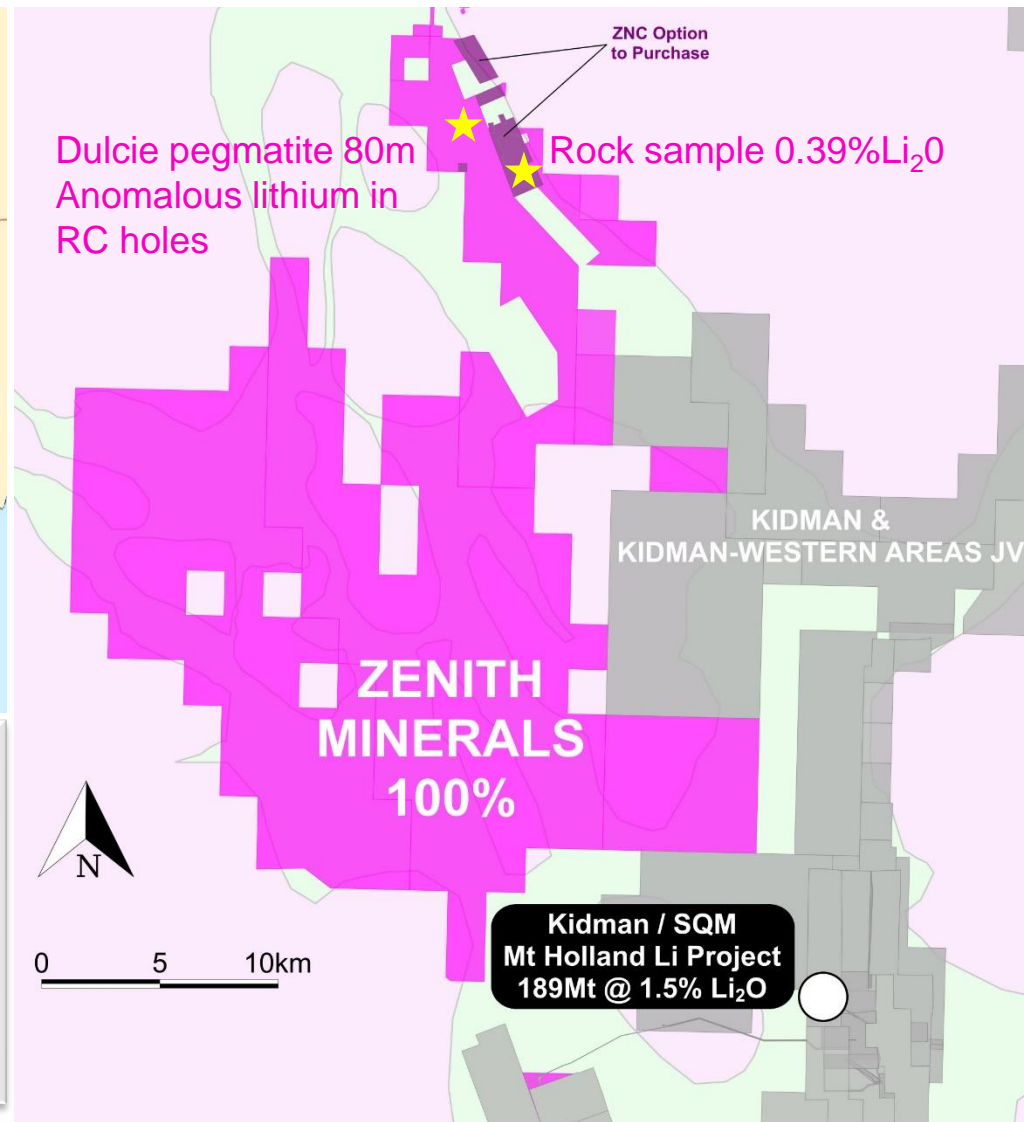 ZNC Option
to Purchase
Dulcie pegmatite 80m
Anomalous lithium in
RC holes
Rock sample 0.39%Li₂0
KIDMAN &
KIDMAN-WESTERN AREAS JV
ZENITH
MINERALS
100%
N
0 5 10km
Kidman / SQM
Mt Holland Li Project
189Mt @ 1.5% Li₂O